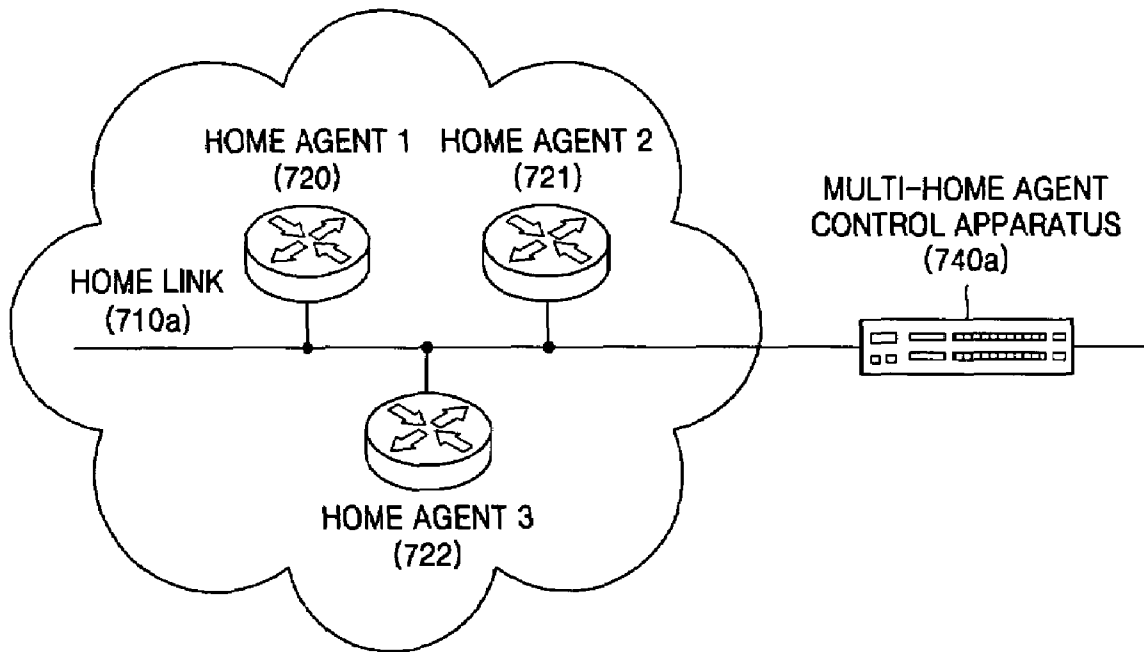 HOME AGENT 1
(720)
HOME AGENT 2
(721)
MULTI-HOME AGENT
CONTROL APPARATUS
(740a)
HOME LINK
(710a)
HOME AGENT 3
(722)